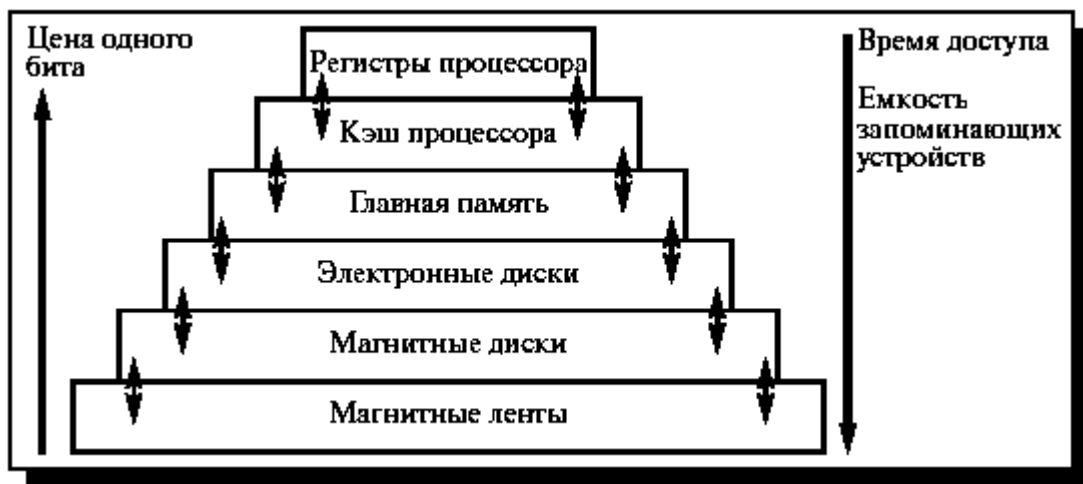 Цена одного
бита
Регистры процессора
Кэш процессора
Главная память
Электронные диски
Магнитные диски
Магнитные ленты
Время доступа
Емкость
запоминающих
устройств